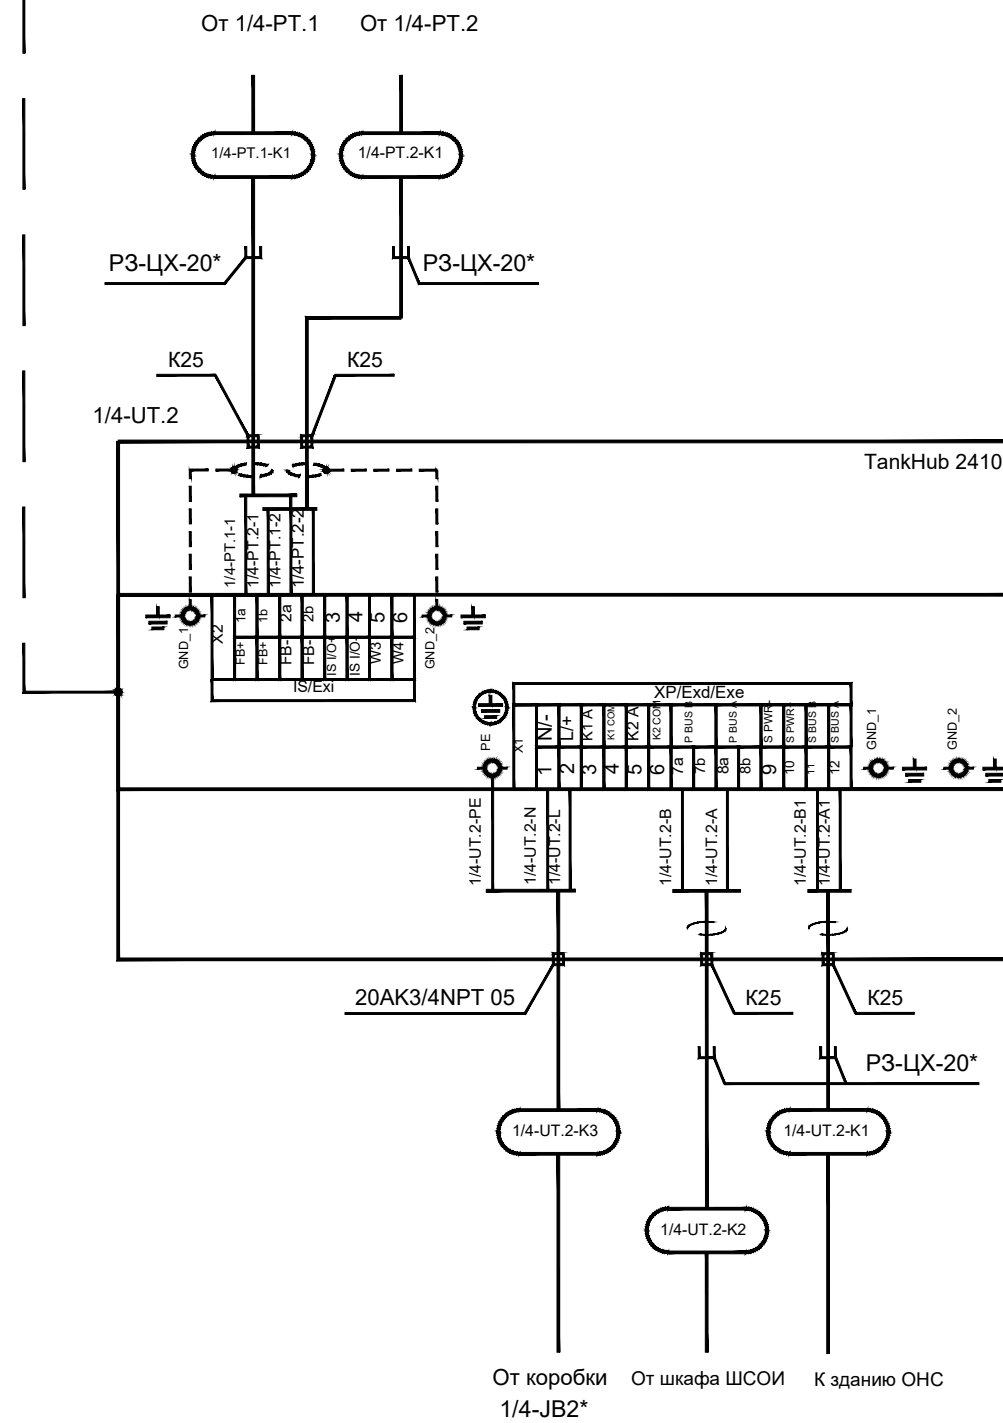 От 1/4-PT.1
От 1/4-PT.2
1/4-PT.1-K1
1/4-PT.2-K1
РЗ-ЦХ-20*
РЗ-ЦХ-20*
К25
К25
1/4-UT.2
TankHub 2410
1/4-PT.1-1
1/4-PT.2-1
1/4-PT.1-2
1/4-PT.2-2
GND_1
X2
1a
1b
2a
2b
3
4
5
6
FB+
FB+
FB-
FB-
IS I/O+
IS I/O-
W3
W4
GND_2
IS/Exi
XP/Exd/Exe
PE
X1
N/-
L/+
K1 A
K1 COM
K2 A
K2 COM
P BUS B
P BUS A
S PWR-
S PWR+
S BUS B
S BUS A
1
2
3
4
5
6
7a
7b
8a
8b
9
10
11
12
GND_1
GND_2
1/4-UT.2-PE
1/4-UT.2-N
1/4-UT.2-L
1/4-UT.2-B
1/4-UT.2-A
1/4-UT.2-B1
1/4-UT.2-A1
20AK3/4NPT 05
К25
К25
РЗ-ЦХ-20*
1/4-UT.2-K3
1/4-UT.2-K1
1/4-UT.2-K2
От коробки
1/4-JB2*
От шкафа ШСОИ
К зданию ОНС